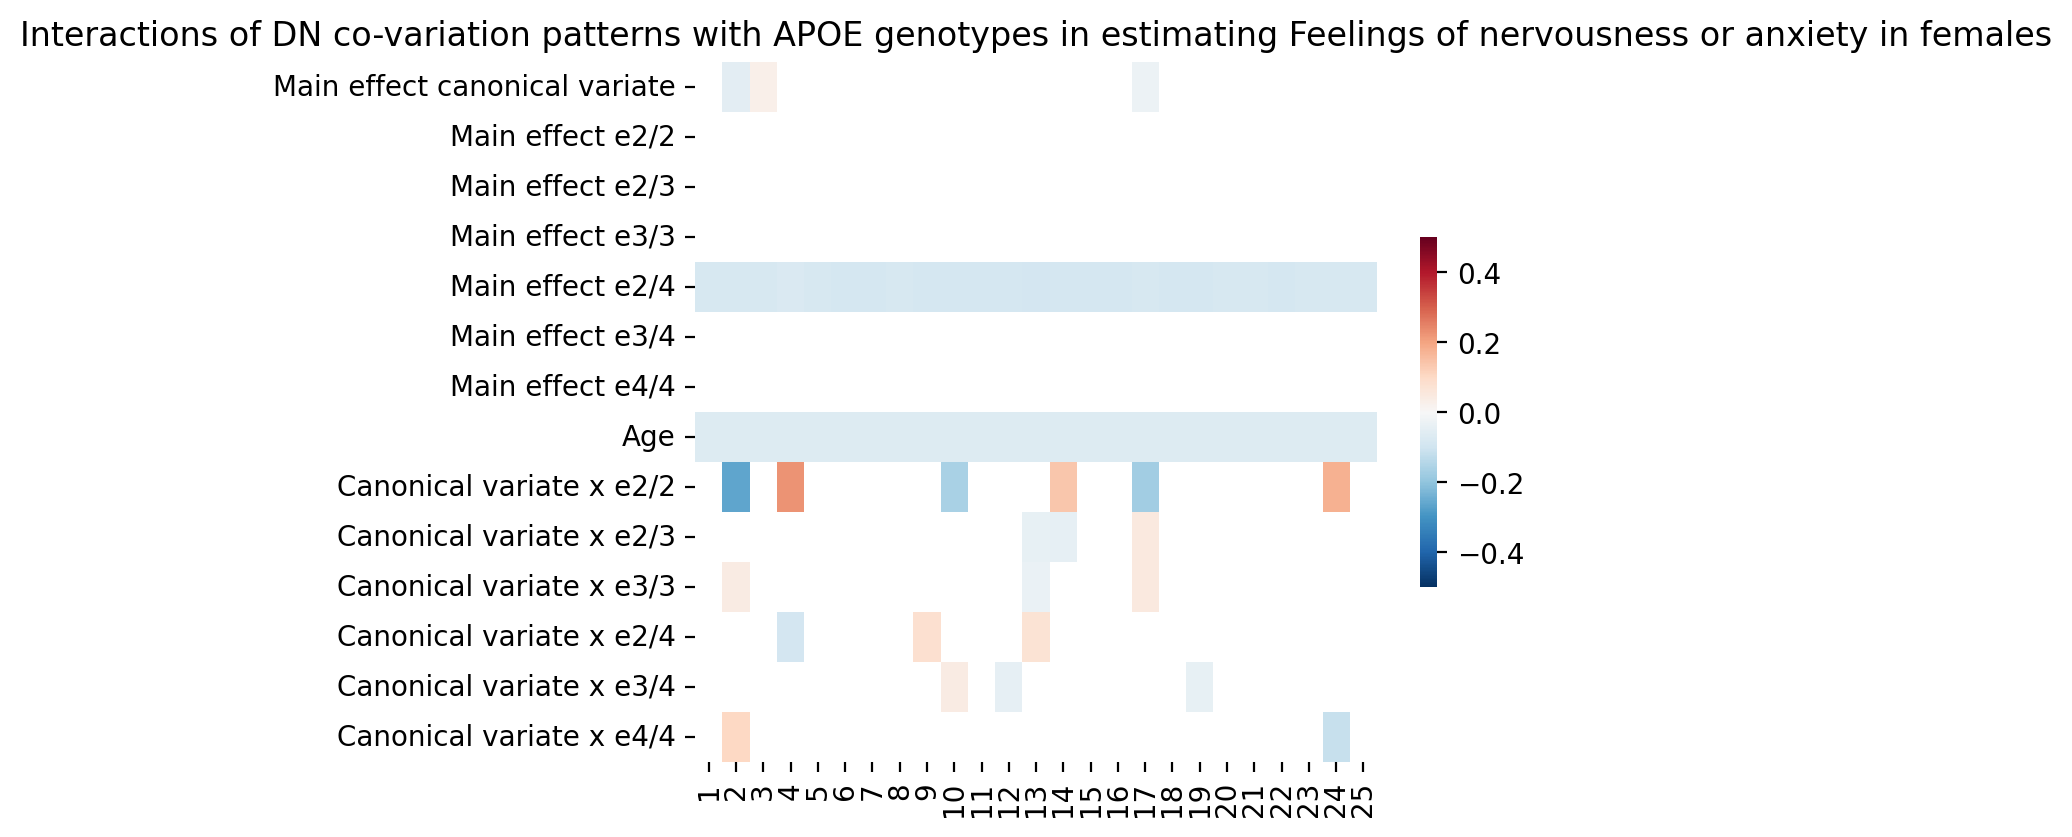 Interactions of DN co-variation patterns with APOE genotypes in estimating Feelings of nervousness or anxiety in females
Main effect canonical variate
Main effect e2/2
Main effect e2/3
Main effect e3/3
Main effect e2/4
Main effect e3/4
Main effect e4/4
Age
Canonical variate x e2/2
Canonical variate x e2/3
Canonical variate x e3/3
Canonical variate x e2/4
Canonical variate x e3/4
Canonical variate x e4/4
1 2 3 4 5 6 7 8 9 10 11 12 13 14 15 16 17 18 19 20 21 22 23 24 25
0.4
0.2
0.0
−0.2
−0.4